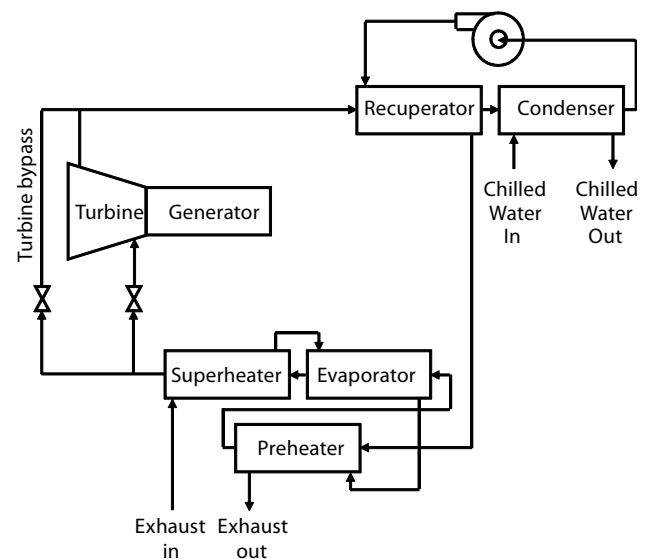 Recuperator
Condenser
Turbine bypass
Turbine
Generator
Chilled
Water
In
Chilled
Water
Out
Superheater
Evaporator
Preheater
Exhaust
in
Exhaust
out